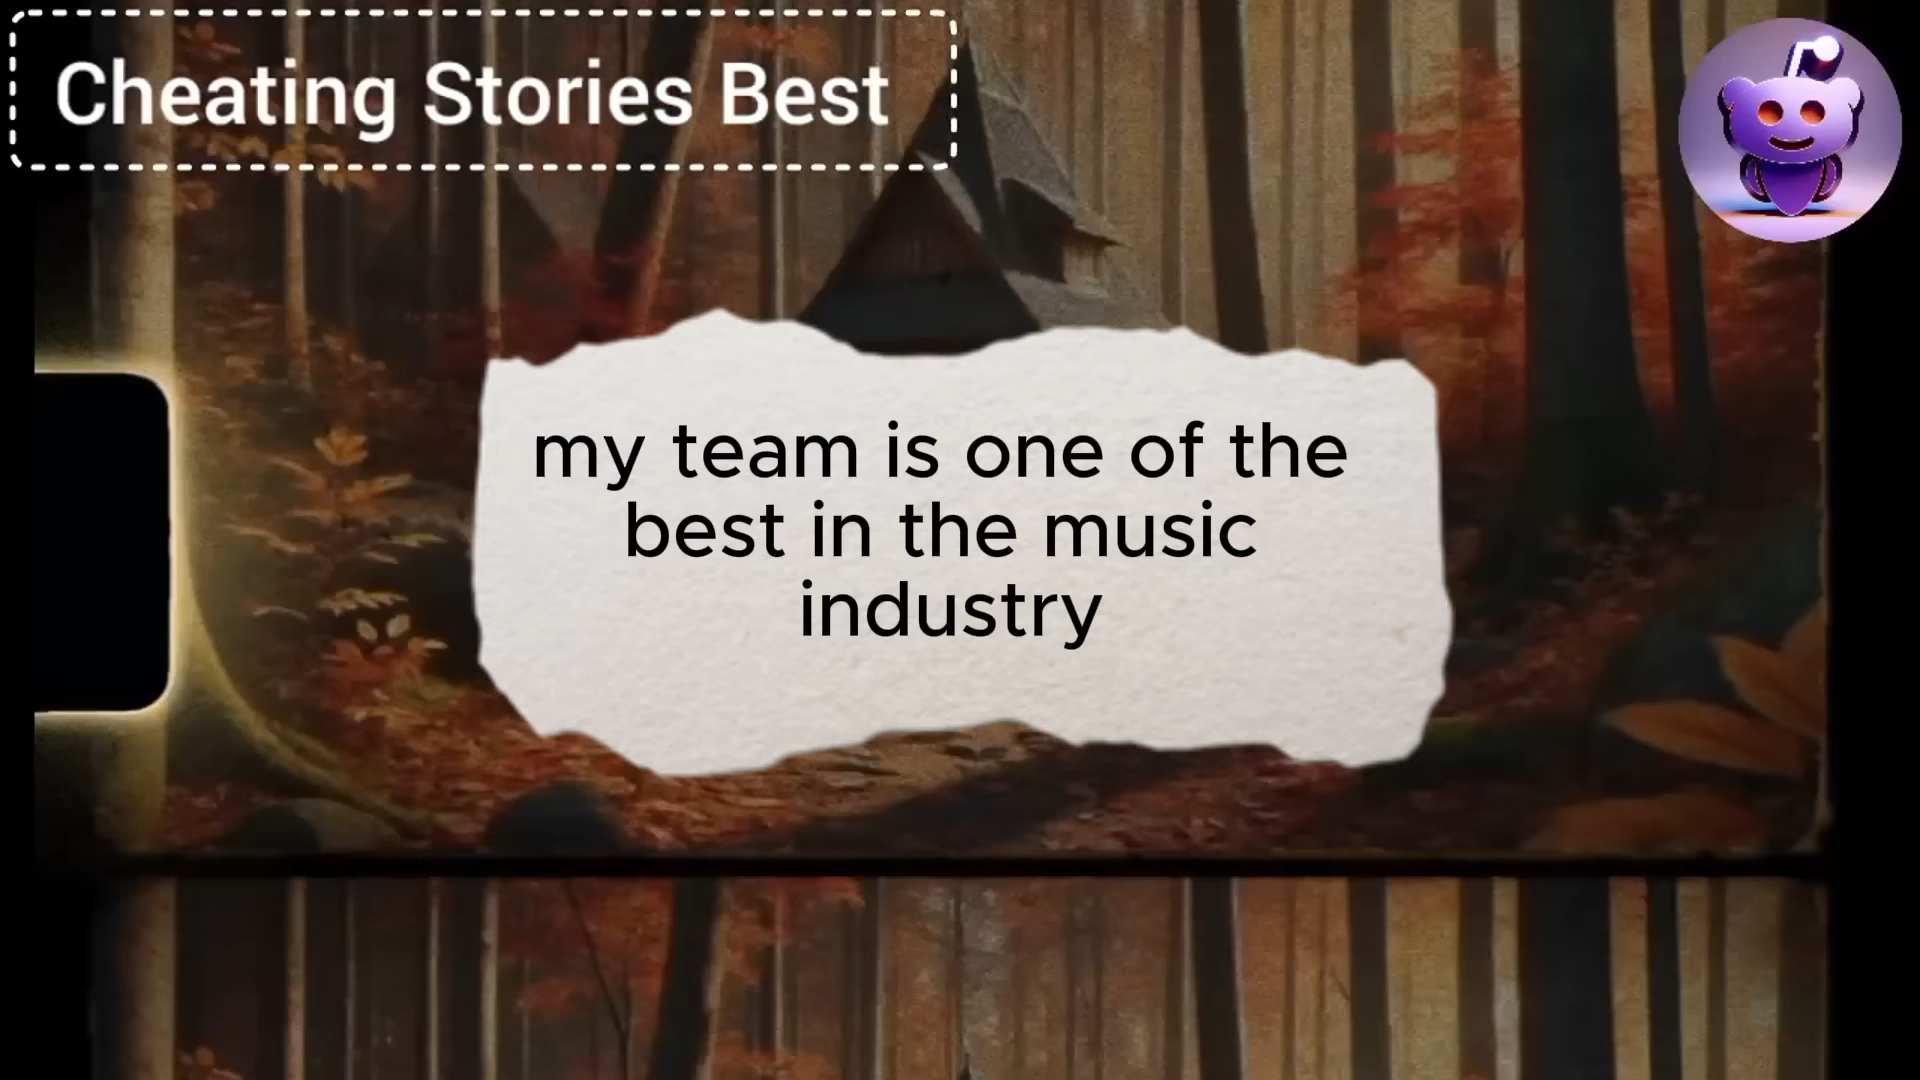 Cheating Stories Best
my team is one of the
best in the music
industry